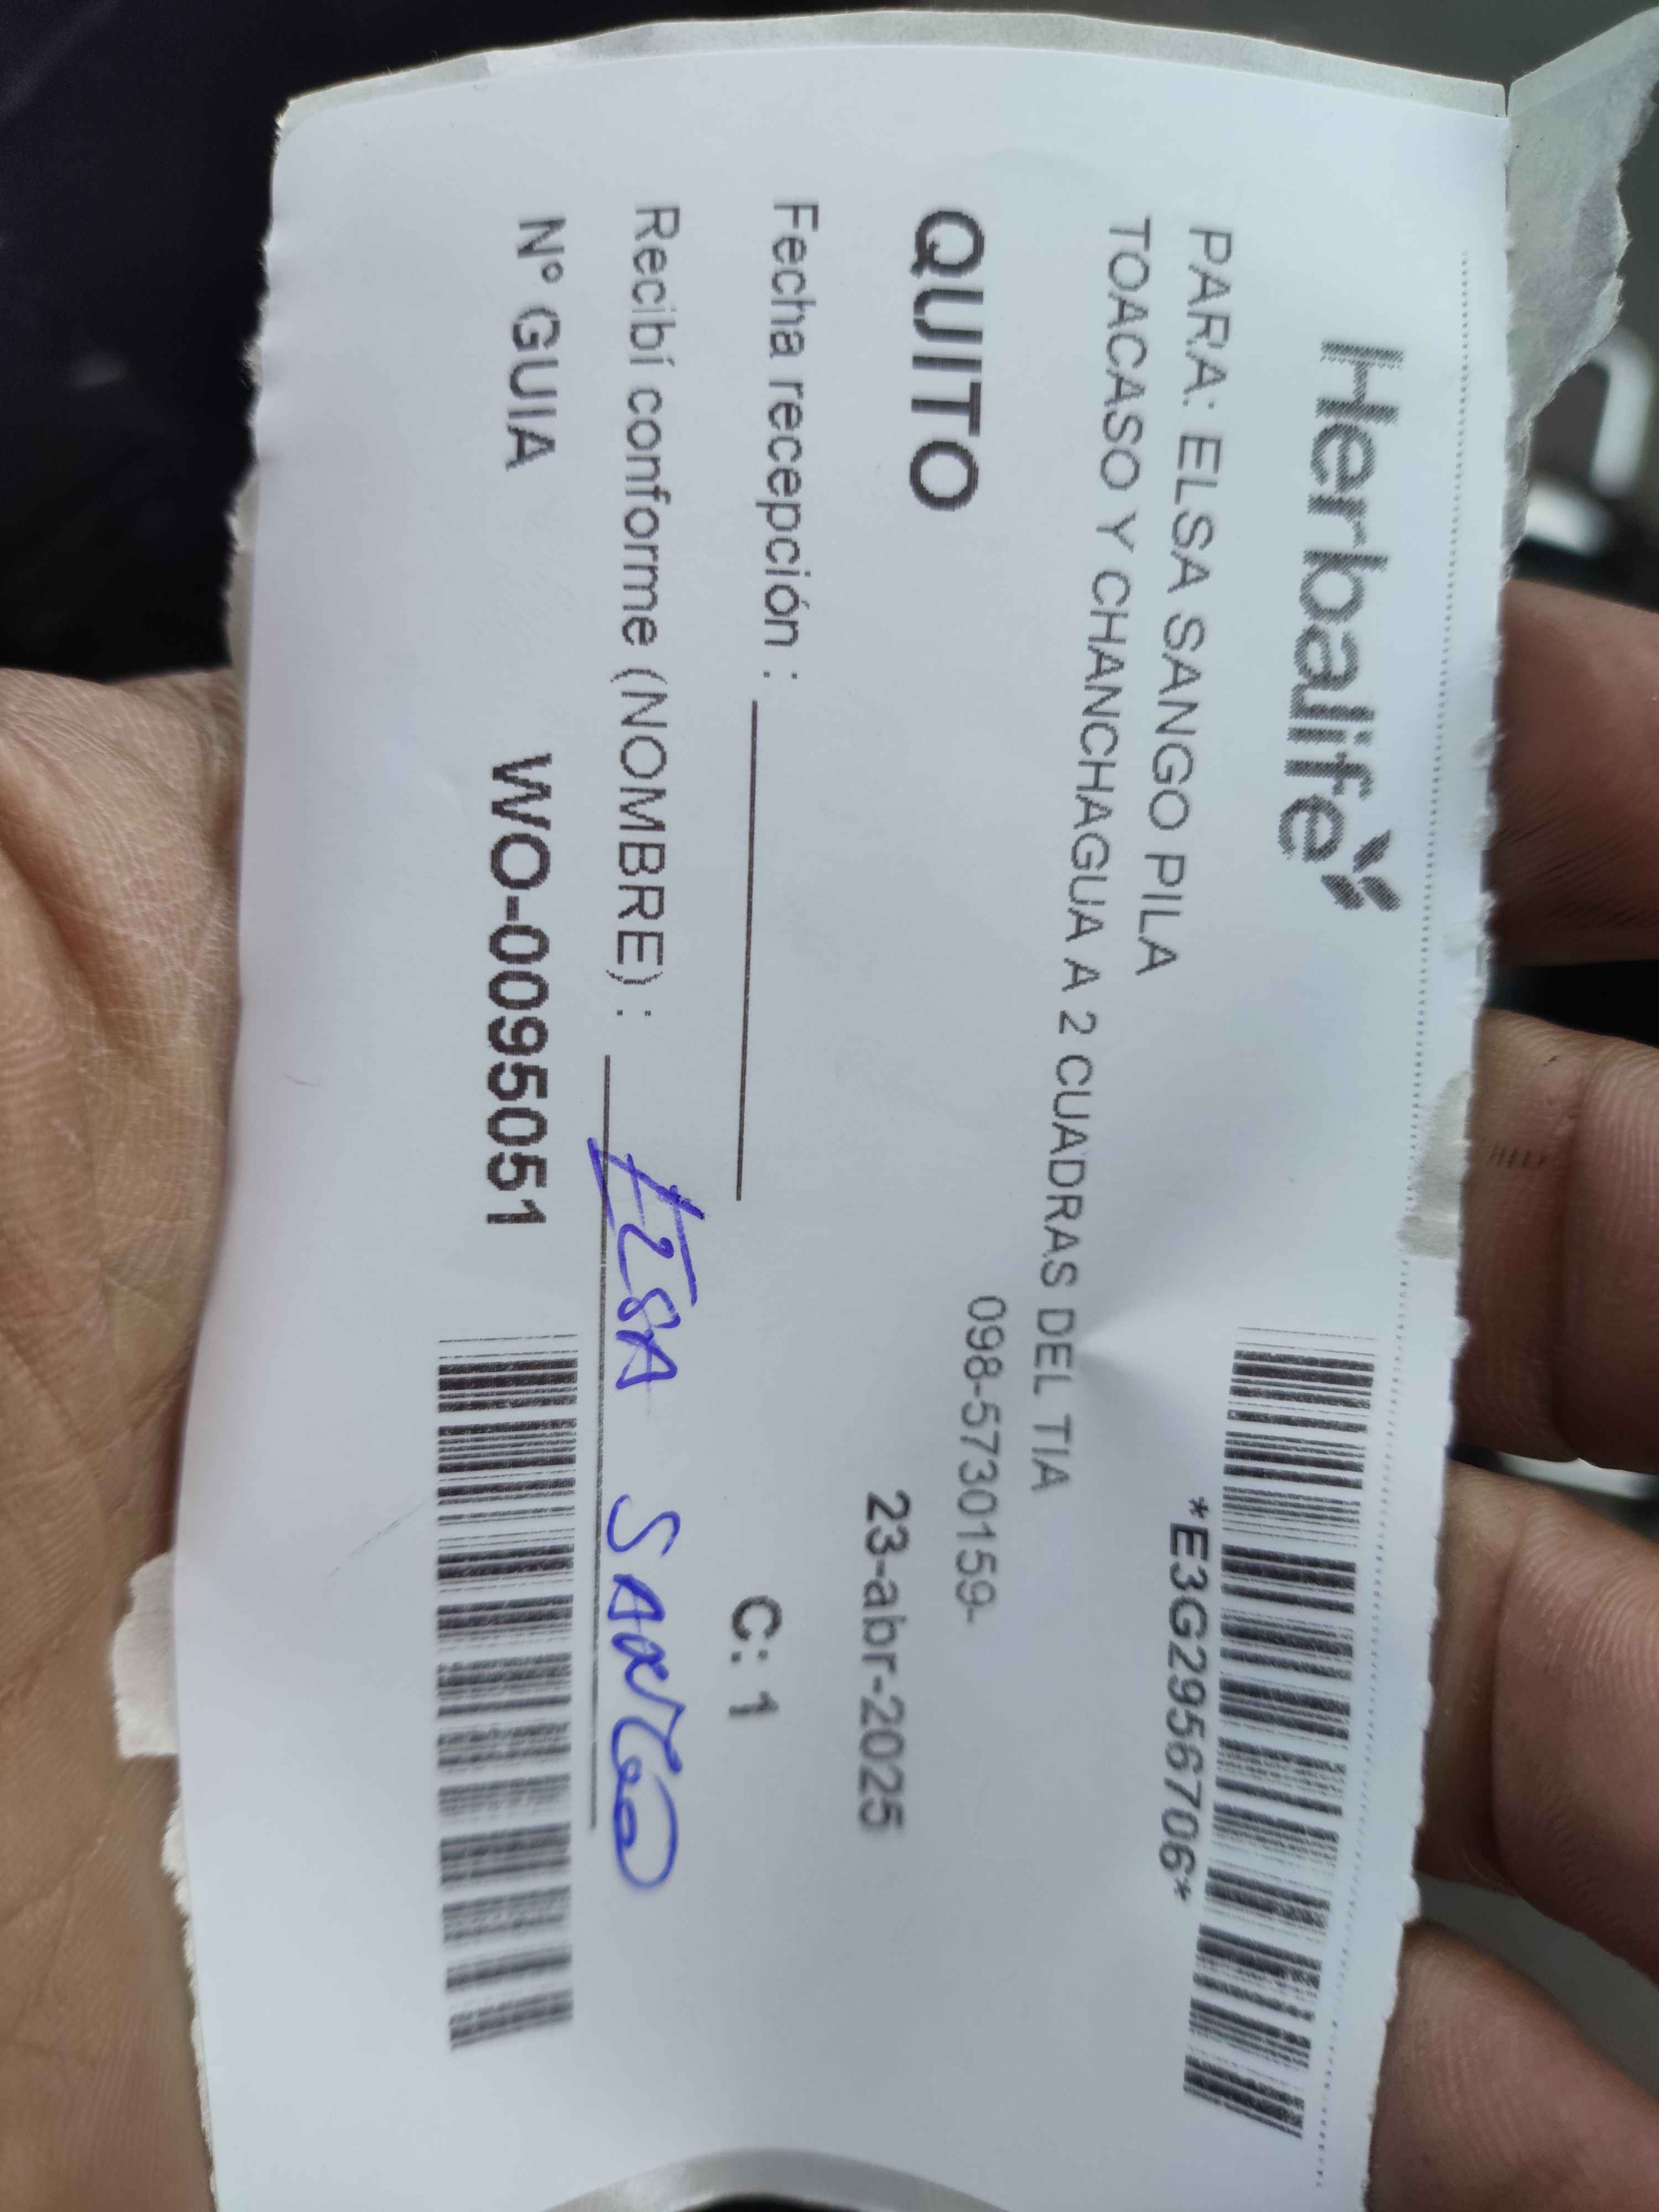 Herbalife
*E3G2956706*
PARA: ELSA SANGO PILA
TOACASO Y CHANCHAGUA A 2 CUADRAS DEL TIA
098-5730159-
QUITO
23-abr-2025
Fecha recepción :
C: 1
Recibí conforme (NOMBRE) : Elsa SANGO
Nº GUIA WO-0095051